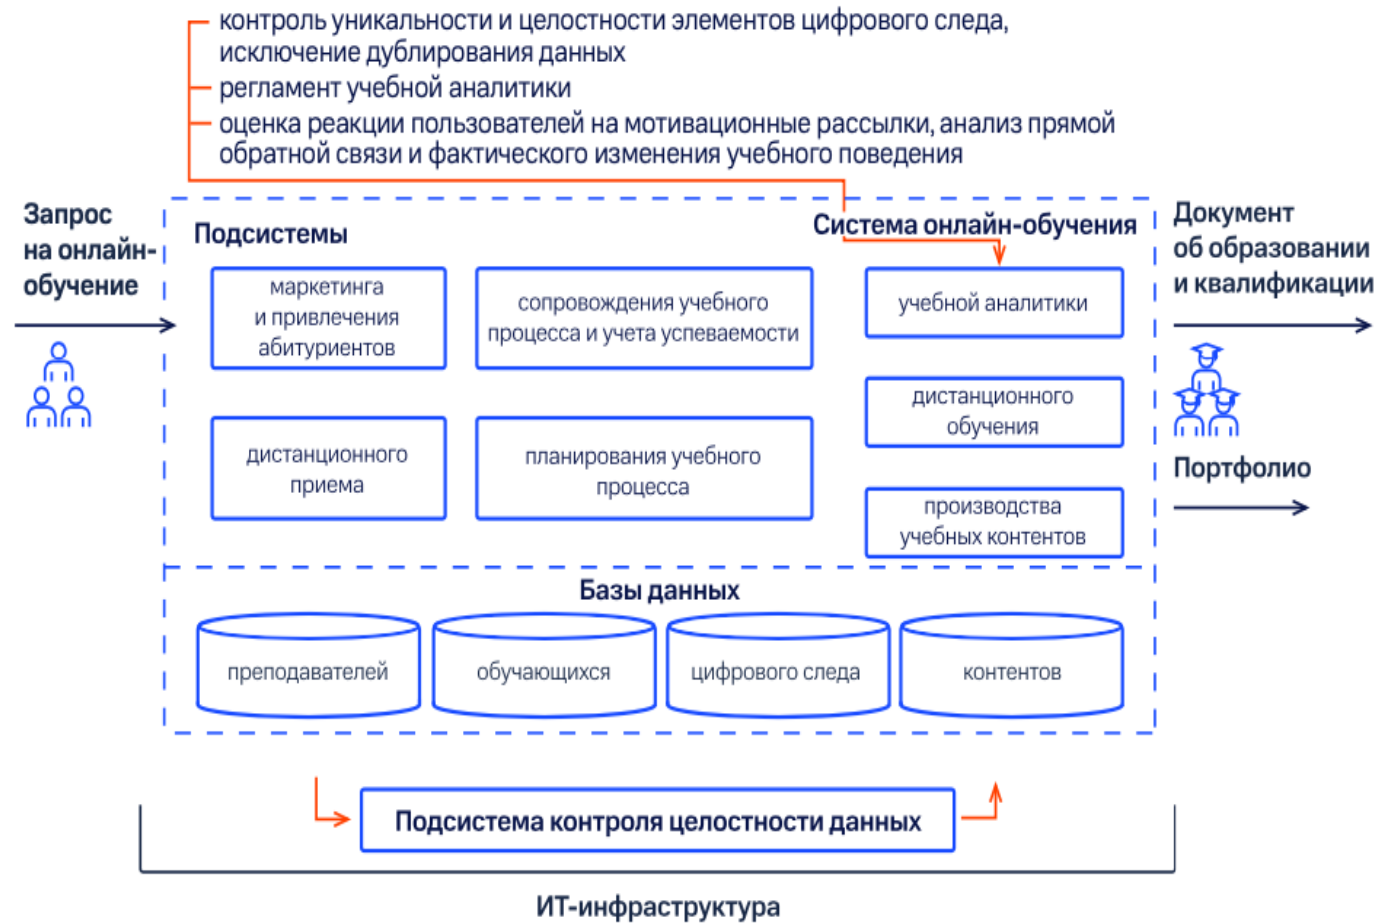 контроль уникальности и целостности элементов цифрового следа,
исключение дублирования данных
регламент учебной аналитики
оценка реакции пользователей на мотивационные рассылки, анализ прямой
обратной связи и фактического изменения учебного поведения
Запрос
на онлайн-
обучение
Подсистемы
Система онлайн-обучения
Документ
об образовании
и квалификации
маркетинга
и привлечения
абитуриентов
сопровождения учебного
процесса и учета успеваемости
учебной аналитики
дистанционного
обучения
дистанционного
приема
планирования учебного
процесса
производства
учебных контентов
Портфолио
Базы данных
преподавателей
обучающихся
цифрового следа
контентов
Подсистема контроля целостности данных
ИТ-инфраструктура